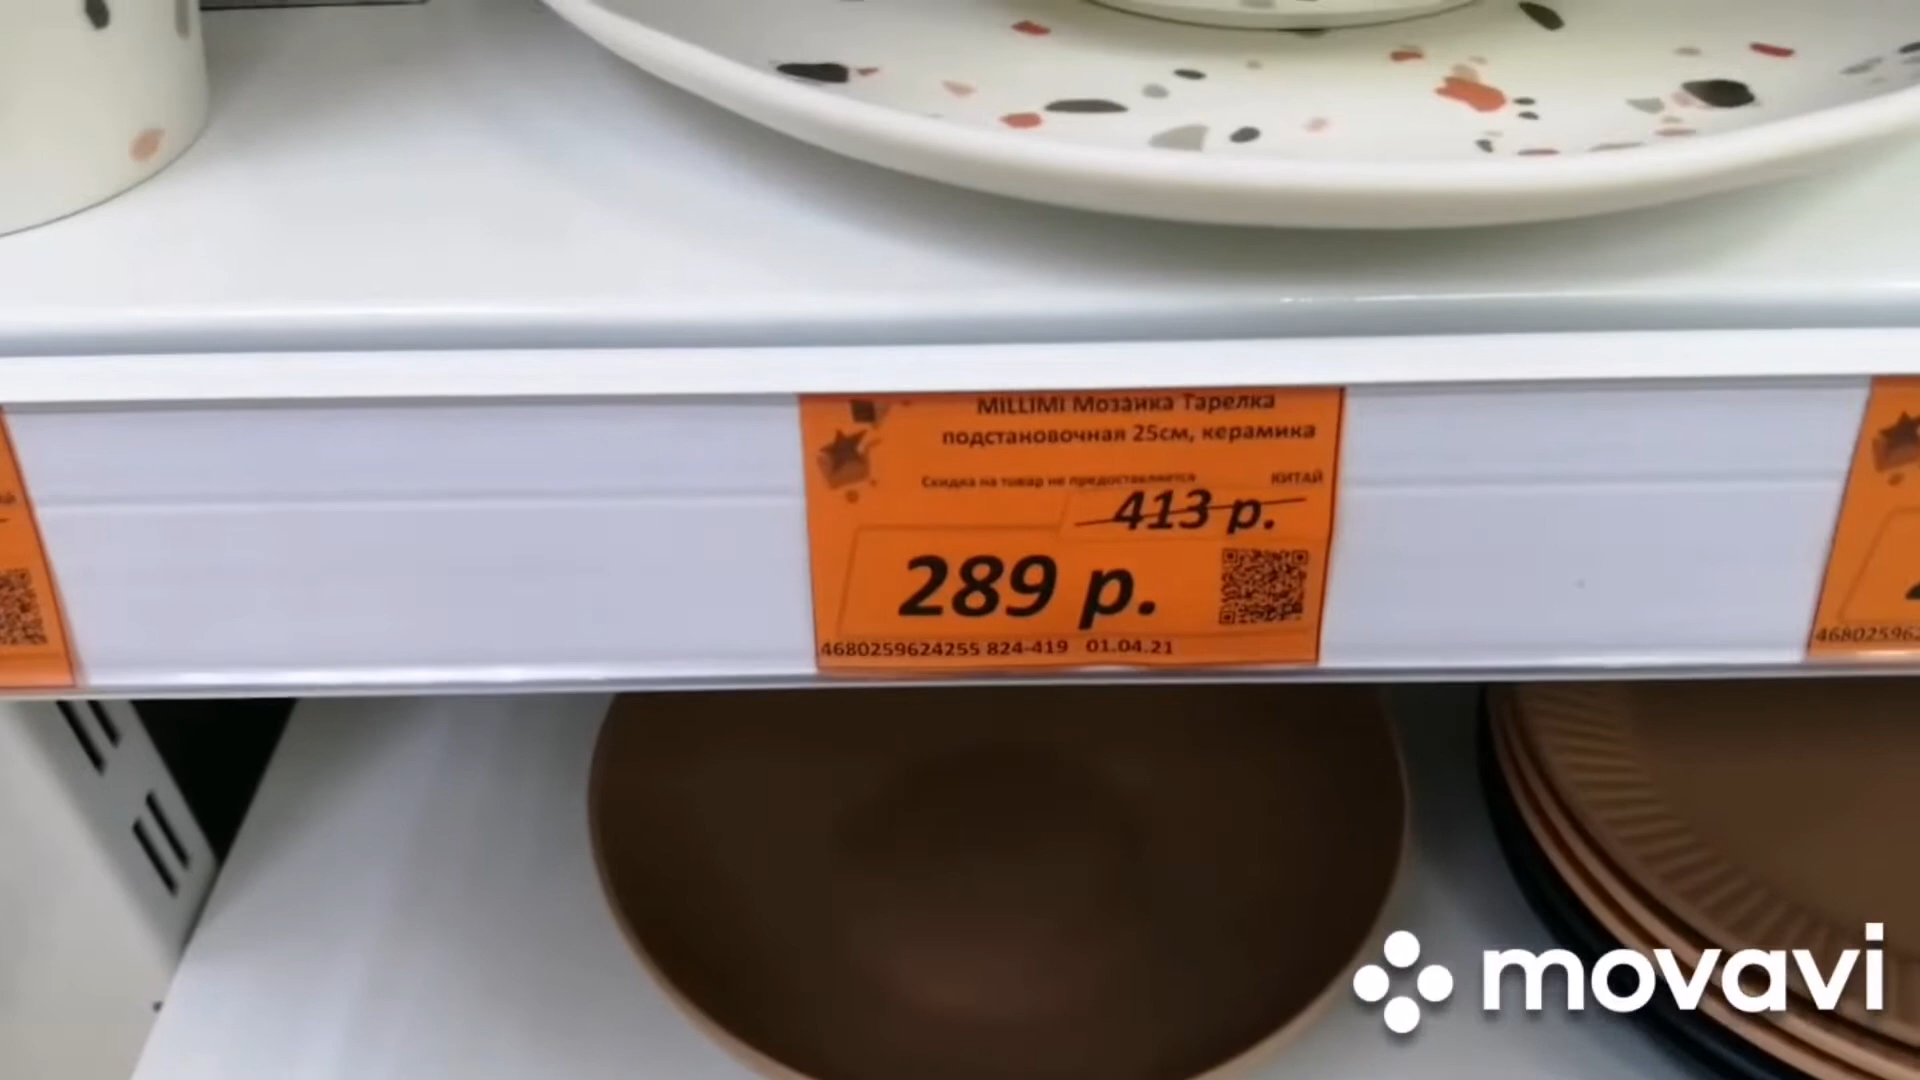 MILLIMI Мозаика Тарелка
подстановочная 25см, керамика
Скидка на товар не предоставляется КИТАЙ
413 р.
289 р.
4680259624255 824-419 01.04.21
468025962
movavi